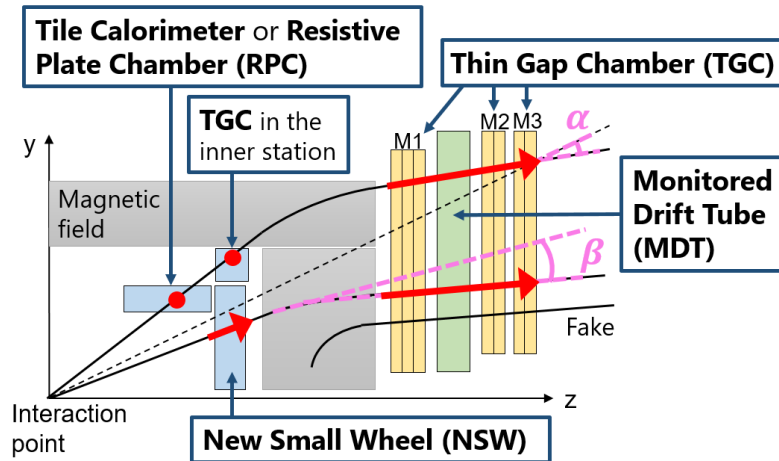 Tile Calorimeter or Resistive
Plate Chamber (RPC)
Thin Gap Chamber (TGC)
TGC in the
inner station
y
M1
M2
M3
α
Magnetic
field
Monitored
Drift Tube
(MDT)
β
Fake
z
Interaction
point
New Small Wheel (NSW)